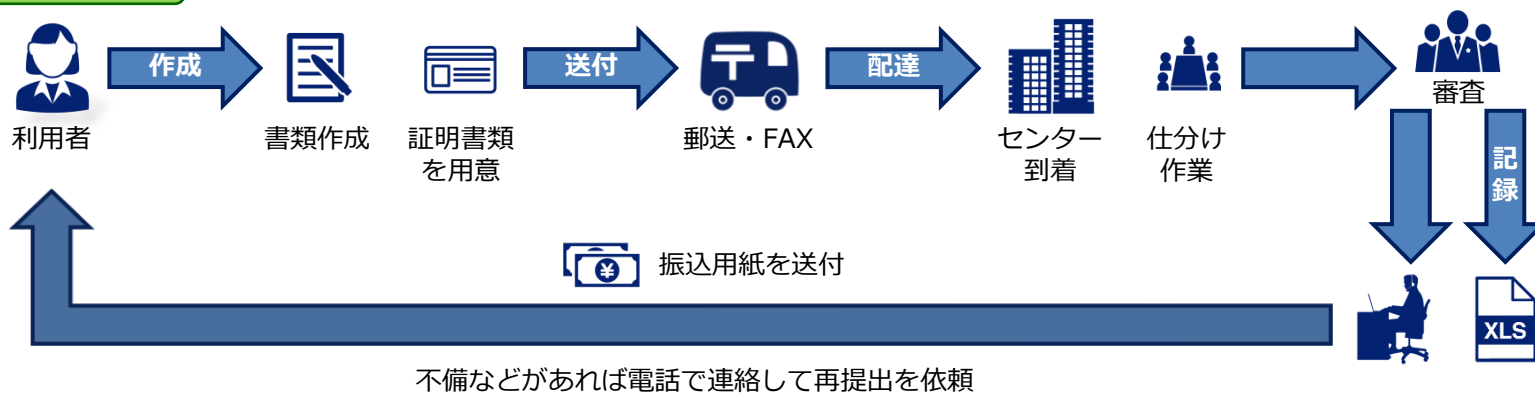 作成
送付
配達
利用者
書類作成
証明書類
を用意
郵送・FAX
センター
到着
仕分け
作業
審査
記
録
振込用紙を送付
XLS
不備などがあれば電話で連絡して再提出を依頼